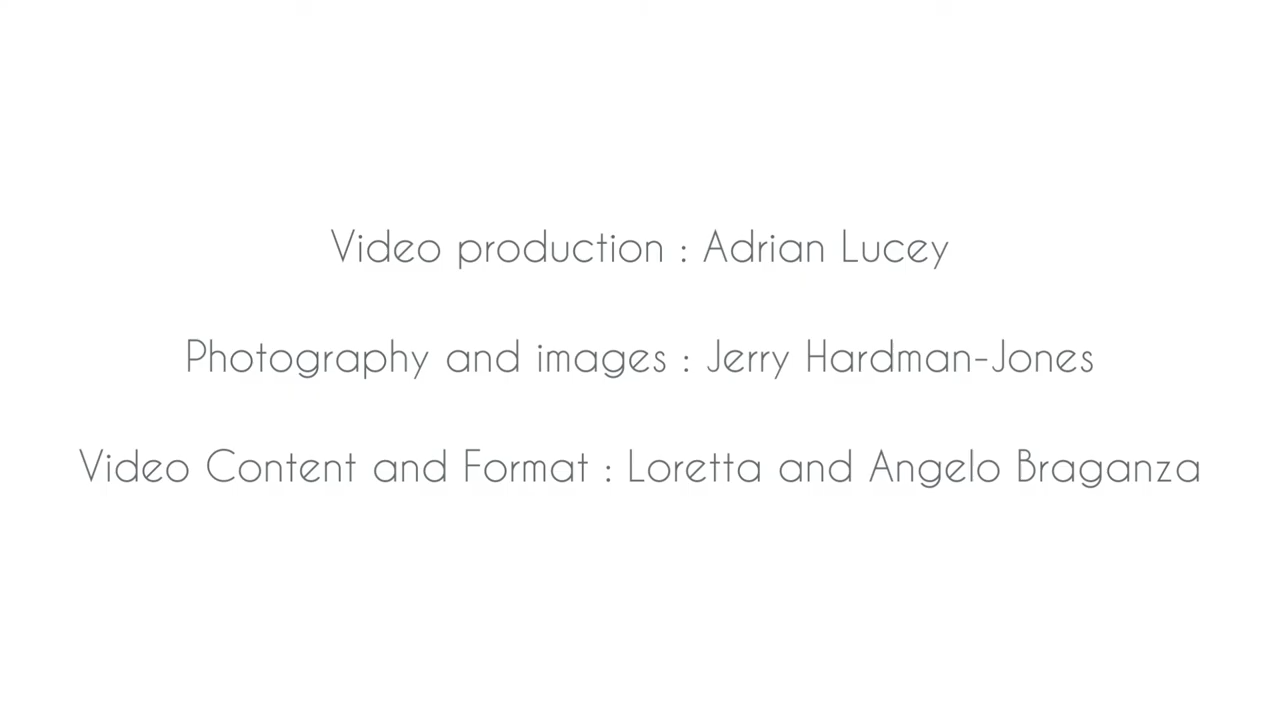 Video production : Adrian Lucey
Photography and images : Jerry Hardman-Jones
Video Content and Format : Loretta and Angelo Braganza